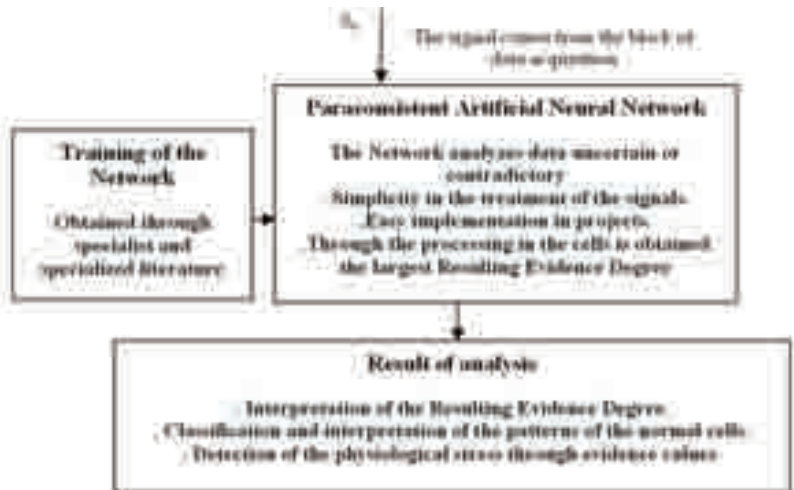 The signal comes from the block of
data acquisition
Paraconsistent Artificial Neural Network
The Network analyzes data uncertain or
contradictory
Simplicity in the treatment of the signals.
Easy implementation in projects.
Through the processing in the cells is obtained
the largest Resulting Evidence Degree
Training of the
Network
Obtained through
specialist and
specialized literature
Result of analysis
Interpretation of the Resulting Evidence Degree
Classification and interpretation of the patterns of the normal cells
Detection of the physiological stress through evidence values